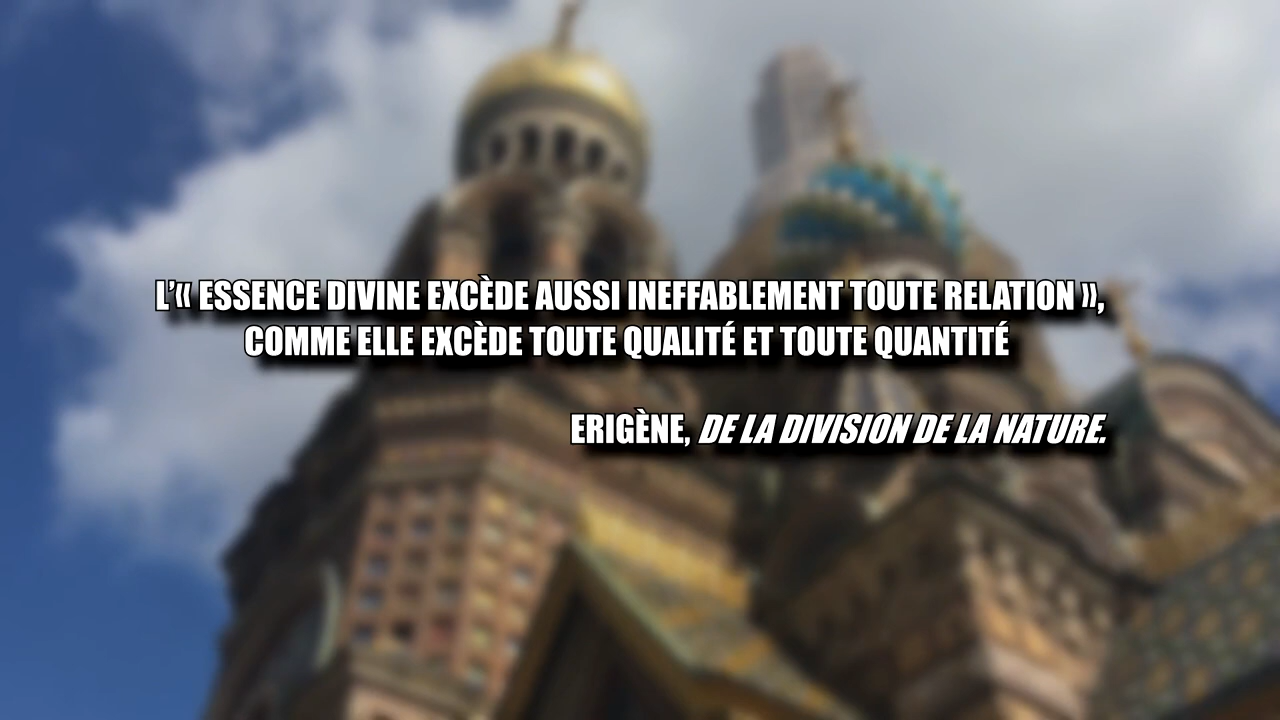 L’« ESSENCE DIVINE EXCÈDE AUSSI INEFFABLEMENT TOUTE RELATION »,
COMME ELLE EXCÈDE TOUTE QUALITÉ ET TOUTE QUANTITÉ
ERIGÈNE, DE LA DIVISION DE LA NATURE.